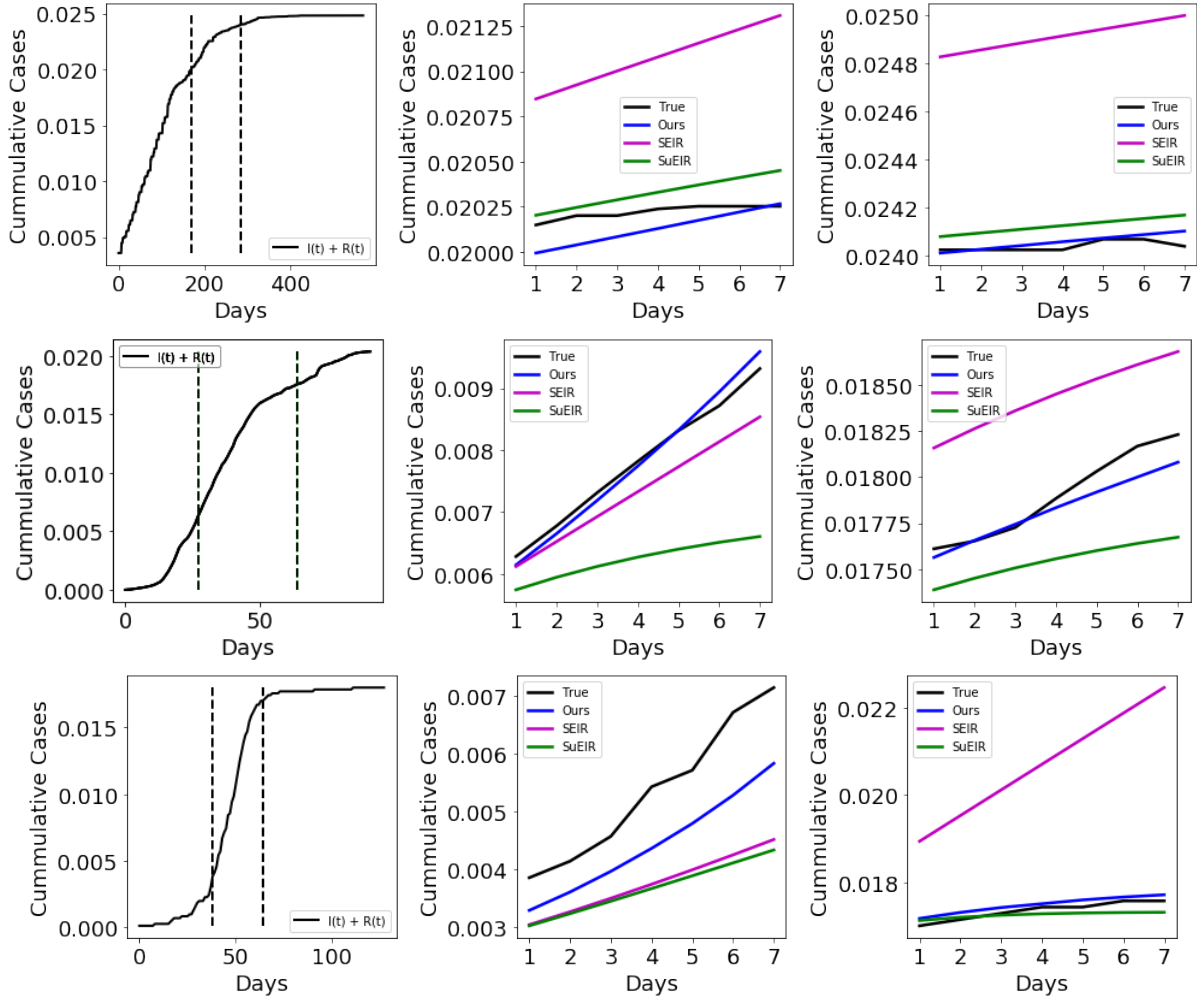 Cummulative Cases
0.025
0.020
0.015
0.010
0.005
I(t) + R(t)
0 200 400
Days
Cummulative Cases
0.02125
0.02100
0.02075
0.02050
0.02025
0.02000
True
Ours
SEIR
SuEIR
1 2 3 4 5 6 7
Days
Cummulative Cases
0.0250
0.0248
0.0246
0.0244
0.0242
0.0240
True
Ours
SEIR
SuEIR
1 2 3 4 5 6 7
Days
Cummulative Cases
0.020
0.015
0.010
0.005
0.000
I(t) + R(t)
0 50
Days
Cummulative Cases
0.009
0.008
0.007
0.006
True
Ours
SEIR
SuEIR
1 2 3 4 5 6 7
Days
Cummulative Cases
0.01850
0.01825
0.01800
0.01775
0.01750
True
Ours
SEIR
SuEIR
1 2 3 4 5 6 7
Days
Cummulative Cases
0.015
0.010
0.005
0.000
I(t) + R(t)
0 50 100
Days
Cummulative Cases
0.007
0.006
0.005
0.004
0.003
True
Ours
SEIR
SuEIR
1 2 3 4 5 6 7
Days
Cummulative Cases
0.022
0.020
0.018
True
Ours
SEIR
SuEIR
1 2 3 4 5 6 7
Days